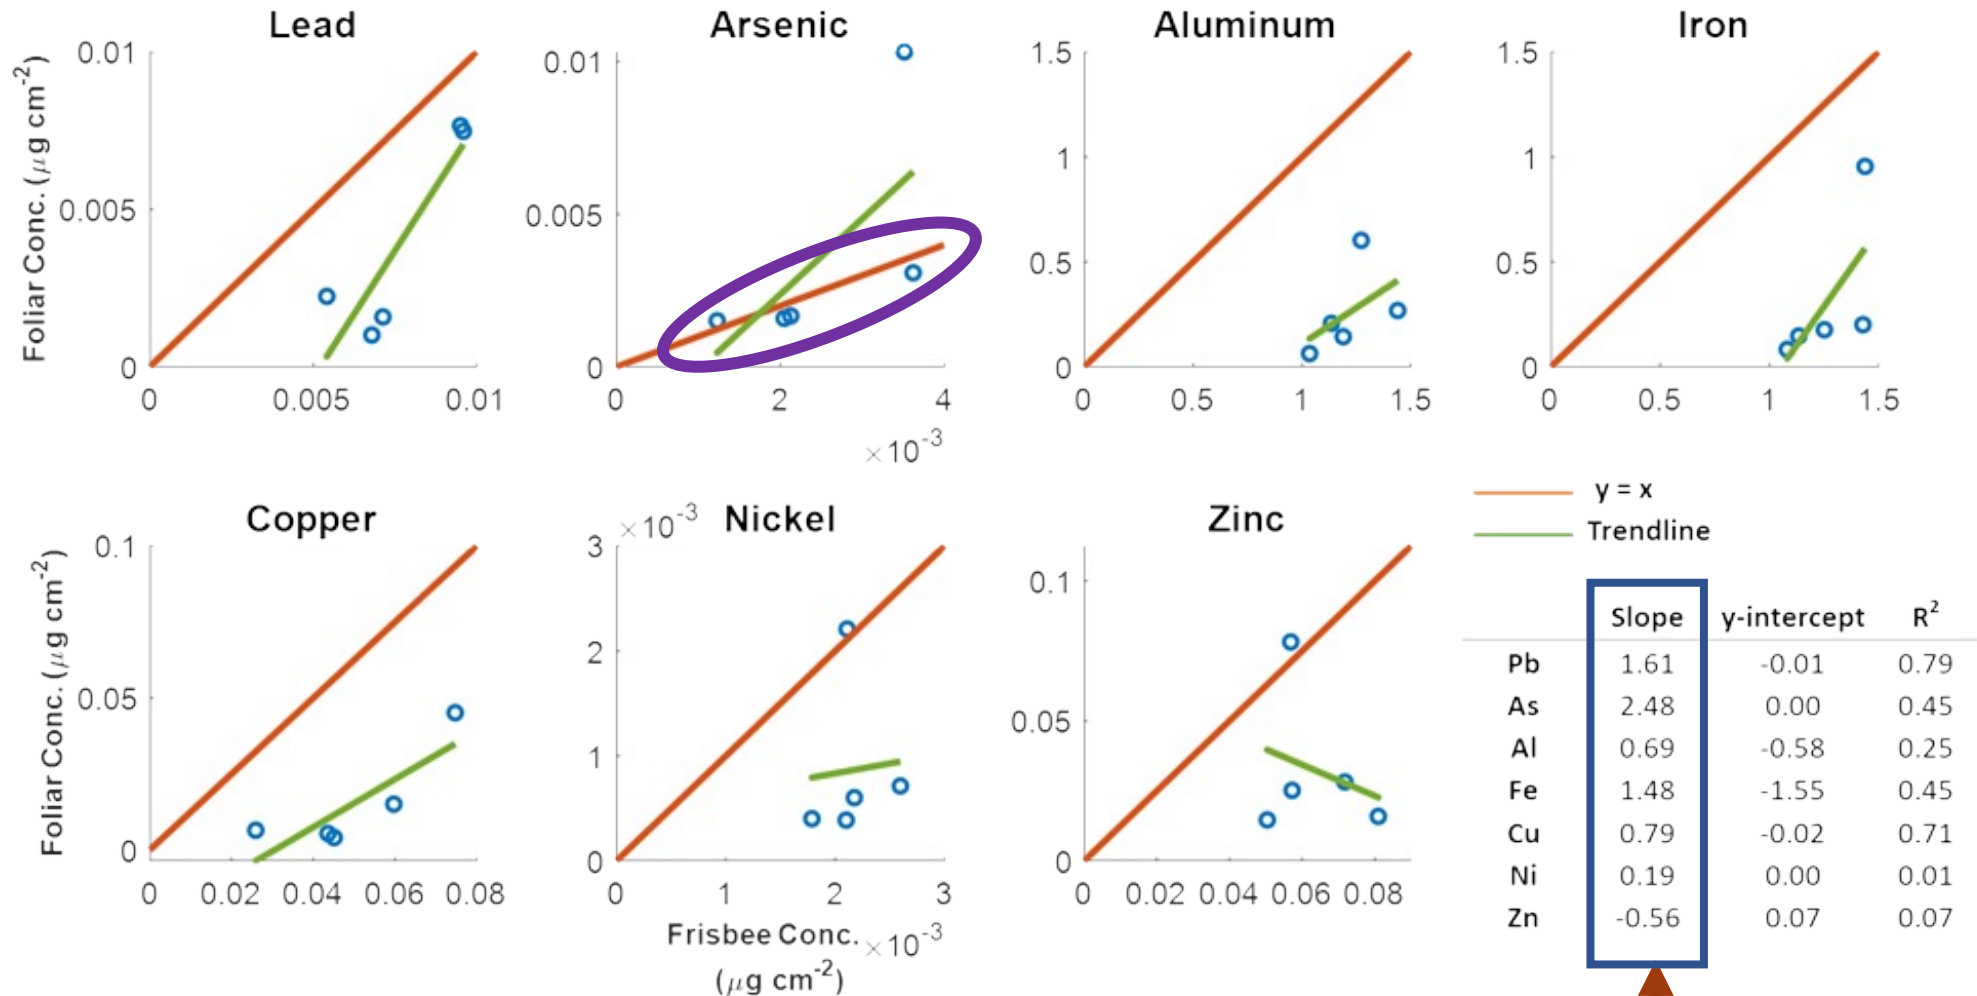 Lead
Foliar Conc. (μg cm-2)
0.01
0.005
0
0 0.005 0.01
Arsenic
0.01
0.005
0
0 2 4
×10-3
Aluminum
1.5
1
0.5
0
0 0.5 1 1.5
Iron
1.5
1
0.5
0
0 0.5 1 1.5
Copper
Foliar Conc. (μg cm-2)
0.1
0.05
0
0 0.02 0.04 0.06 0.08
×10-3 Nickel
3
2
1
0
0 1 2 3
Frisbee Conc. ×10-3
(μg cm-2)
Zinc
0.1
0.05
0
0 0.02 0.04 0.06 0.08
y = x
Trendline
Slope y-intercept R2
Pb 1.61 -0.01 0.79
As 2.48 0.00 0.45
Al 0.69 -0.58 0.25
Fe 1.48 -1.55 0.45
Cu 0.79 -0.02 0.71
Ni 0.19 0.00 0.01
Zn -0.56 0.07 0.07